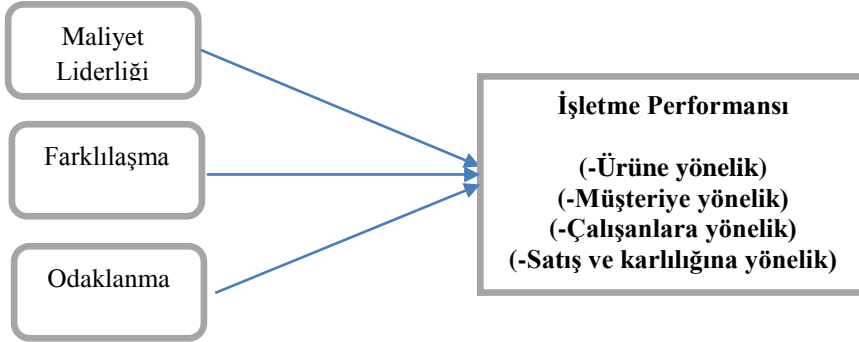 Maliyet
Liderliği
Farklılaşma
Odaklanma
İşletme Performansı
(-Ürüne yönelik)
(-Müşteriye yönelik)
(-Çalışanlara yönelik)
(-Satış ve karlılığına yönelik)